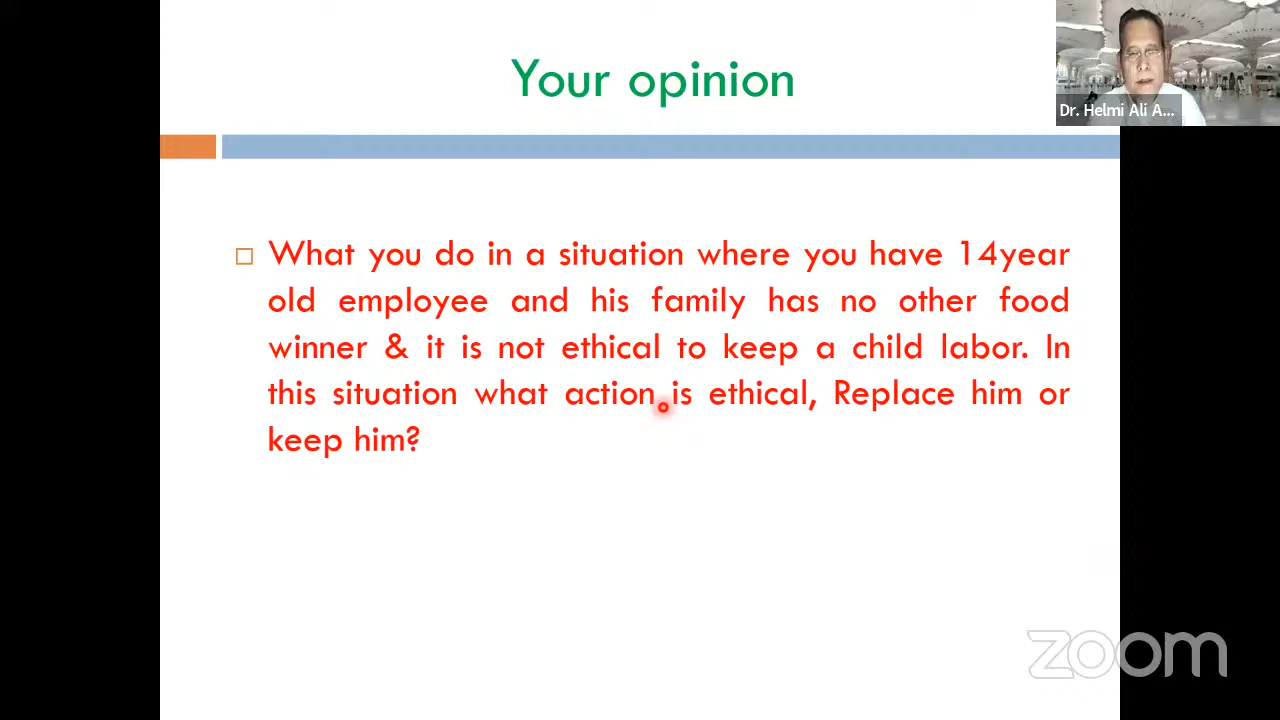 Your opinion
Dr. Helmi Ali A...
What you do in a situation where you have 14year
old employee and his family has no other food
winner & it is not ethical to keep a child labor. In
this situation what action is ethical, Replace him or
keep him?
zoom